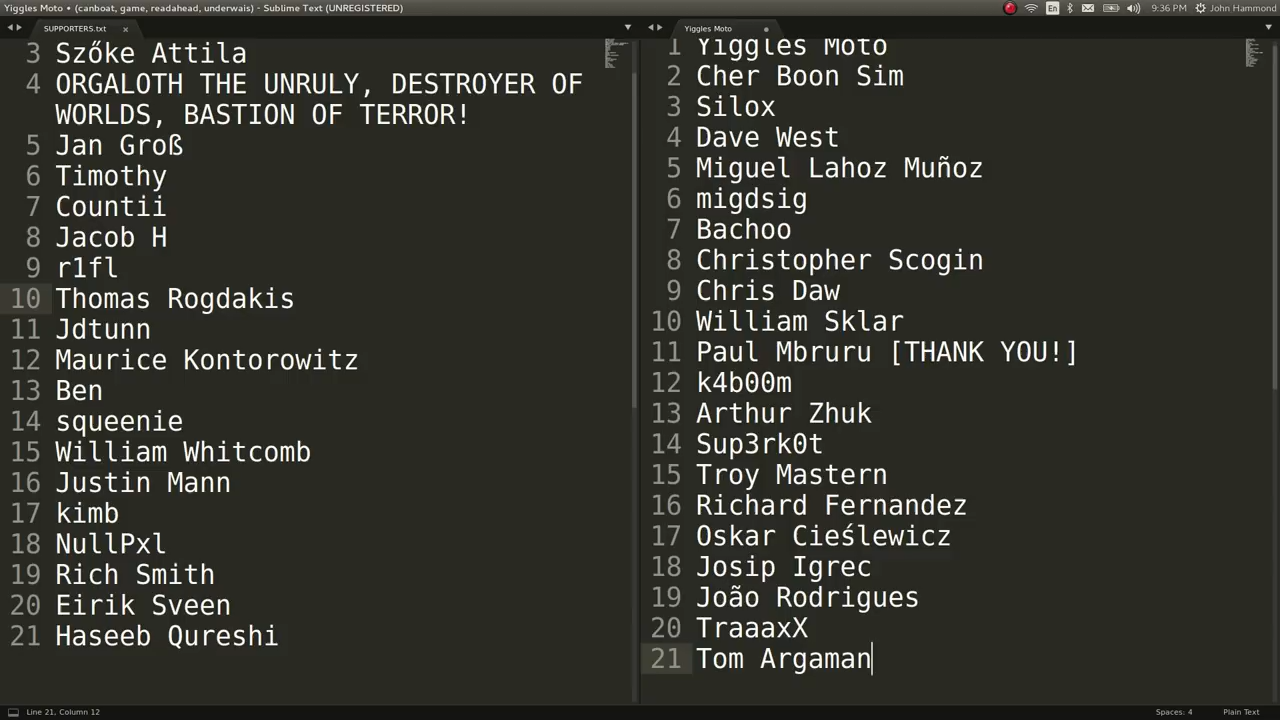 Yiggles Moto • (canboat, game, readahead, underwais) - Sublime Text (UNREGISTERED)
En
9:36 PM
John Hammond
SUPPORTERS.txt ×
3 Szőke Attila
4 ORGALOTH THE UNRULY, DESTROYER OF
WORLDS, BASTION OF TERROR!
5 Jan Groß
6 Timothy
7 Countii
8 Jacob H
9 r1fl
10 Thomas Rogdakis
11 Jdtunn
12 Maurice Kontorowitz
13 Ben
14 squeenie
15 William Whitcomb
16 Justin Mann
17 kimb
18 NullPxl
19 Rich Smith
20 Eirik Sveen
21 Haseeb Qureshi
Yiggles Moto
1 Yiggles Moto
2 Cher Boon Sim
3 Silox
4 Dave West
5 Miguel Lahoz Muñoz
6 migdsig
7 Bachoo
8 Christopher Scogin
9 Chris Daw
10 William Sklar
11 Paul Mbruru [THANK YOU!]
12 k4b00m
13 Arthur Zhuk
14 Sup3rk0t
15 Troy Mastern
16 Richard Fernandez
17 Oskar Cieślewicz
18 Josip Igrec
19 João Rodrigues
20 TraaaxX
21 Tom Argaman
Line 21, Column 12
Spaces: 4
Plain Text